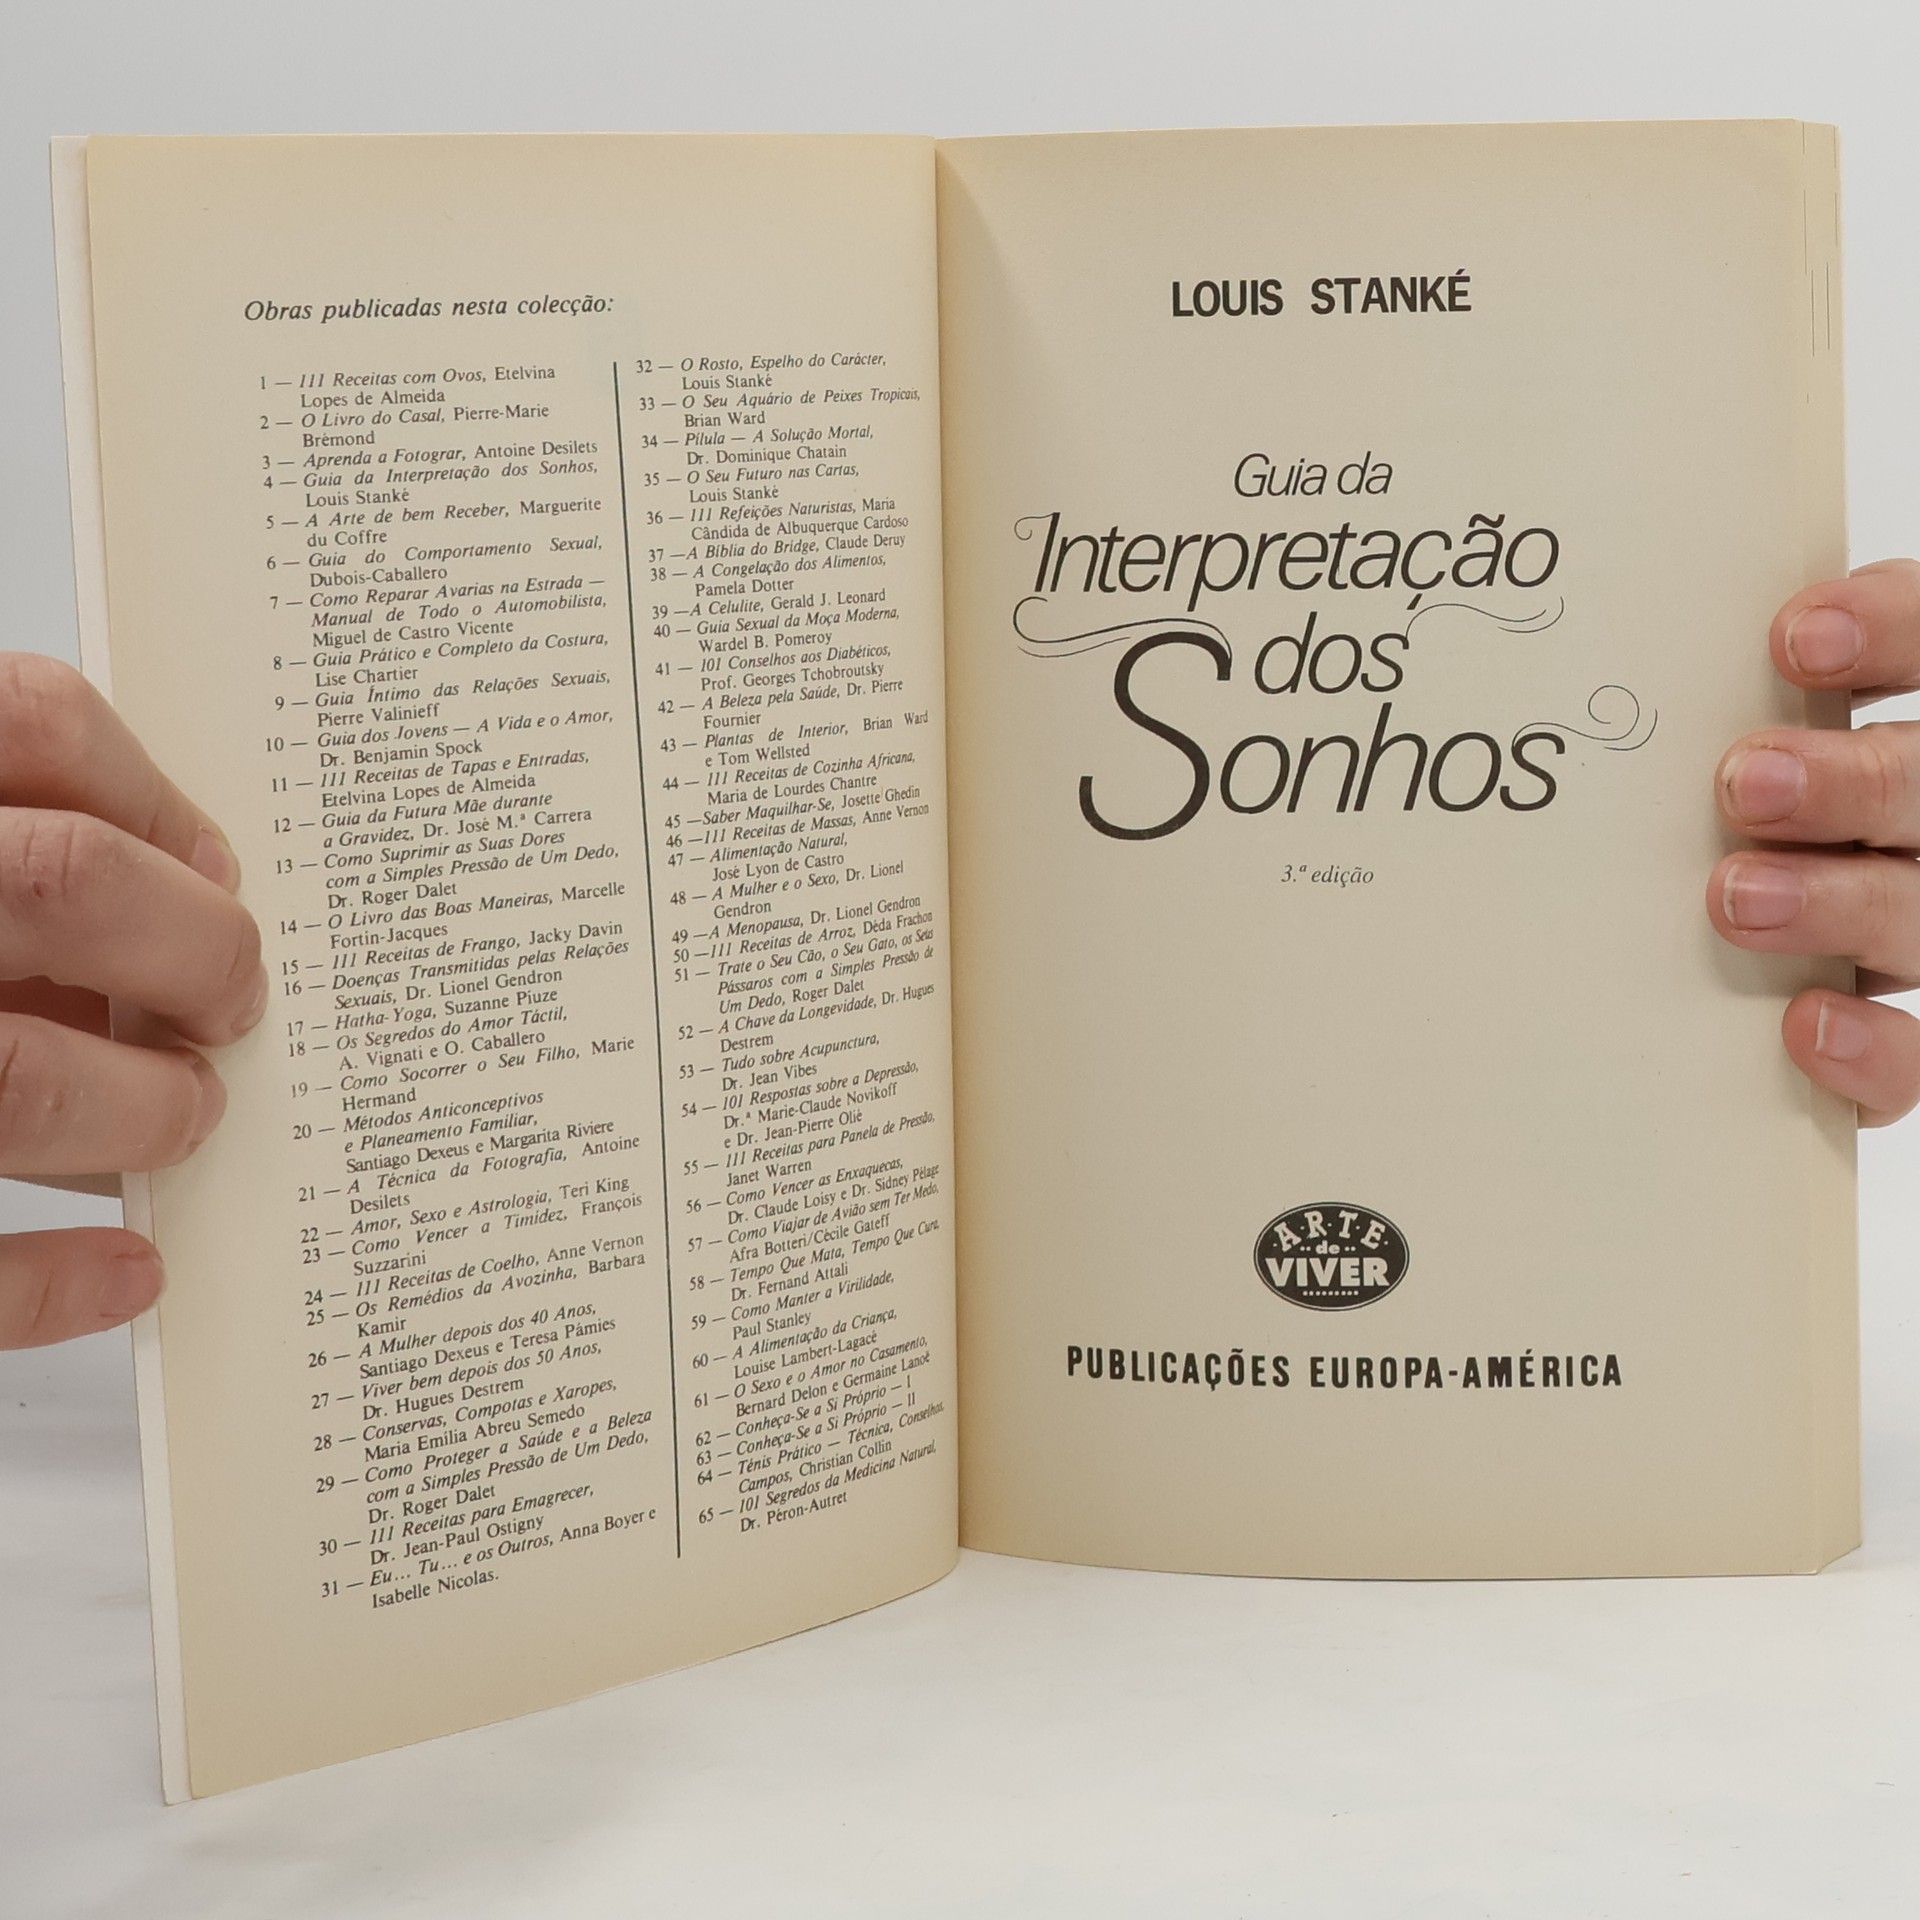 Obras publicadas nesta colecção:
1 — 111 Receitas com Ovos, Etelvina
Lopes de Almeida
2 — O Livro do Casal, Pierre-Marie
Brémond
3 — Aprenda a Fotograr, Antoine Desilets
4 — Guia da Interpretação dos Sonhos,
Louis Stanké
5 — A Arte de bem Receber, Marguerite
du Coffre
6 — Guia do Comportamento Sexual,
Dubois-Caballero
7 — Como Reparar Avarias na Estrada —
Manual de Todo o Automobilista,
Miguel de Castro Vicente
8 — Guia Prático e Completo da Costura,
Lise Chartier
9 — Guia Íntimo das Relações Sexuais,
Pierre Valinieff
10 — Guia dos Jovens — A Vida e o Amor,
Dr. Benjamin Spock
11 — 111 Receitas de Tapas e Entradas,
Etelvina Lopes de Almeida
12 — Guia da Futura Mãe durante
a Gravidez, Dr. José M.ª Carrera
13 — Como Suprimir as Suas Dores
com a Simples Pressão de Um Dedo,
Dr. Roger Dalet
14 — O Livro das Boas Maneiras, Marcelle
Fortin-Jacques
15 — 111 Receitas de Frango, Jacky Davin
16 — Doenças Transmitidas pelas Relações
Sexuais, Dr. Lionel Gendron
17 — Hatha-Yoga, Suzanne Piuze
18 — Os Segredos do Amor Táctil,
A. Vignati e O. Caballero
19 — Como Socorrer o Seu Filho, Marie
Hermand
20 — Métodos Anticonceptivos
e Planeamento Familiar,
Santiago Dexeus e Margarita Riviere
21 — A Técnica da Fotografia, Antoine
Desilets
22 — Amor, Sexo e Astrologia, Teri King
23 — Como Vencer a Timidez, François
Suzzarini
24 — 111 Receitas de Coelho, Anne Vernon
25 — Os Remédios da Avozinha, Barbara
Kamir
26 — A Mulher depois dos 40 Anos,
Santiago Dexeus e Teresa Pámies
27 — Viver bem depois dos 50 Anos,
Dr. Hugues Destrem
28 — Conservas, Compotas e Xaropes,
Maria Emília Abreu Semedo
29 — Como Proteger a Saúde e a Beleza
com a Simples Pressão de Um Dedo,
Dr. Roger Dalet
30 — 111 Receitas para Emagrecer,
Dr. Jean-Paul Ostigny
31 — Eu... Tu... e os Outros, Anna Boyer e
Isabelle Nicolas.
32 — O Rosto, Espelho do Carácter,
Louis Stanké
33 — O Seu Aquário de Peixes Tropicais,
Brian Ward
34 — Pílula — A Solução Mortal,
Dr. Dominique Chatain
35 — O Seu Futuro nas Cartas,
Louis Stanké
36 — 111 Refeições Naturistas, Maria
Cândida de Albuquerque Cardoso
37 —A Bíblia do Bridge, Claude Deruy
38 — A Congelação dos Alimentos,
Pamela Dotter
39 —A Celulite, Gerald J. Leonard
40 — Guia Sexual da Moça Moderna,
Wardel B. Pomeroy
41 — 101 Conselhos aos Diabéticos,
Prof. Georges Tchobroutsky
42 — A Beleza pela Saúde, Dr. Pierre
Fournier
43 — Plantas de Interior, Brian Ward
e Tom Wellsted
44 — 111 Receitas de Cozinha Africana,
Maria de Lourdes Chantre
45 —Saber Maquilhar-Se, Josette Ghedin
46 —111 Receitas de Massas, Anne Vernon
47 — Alimentação Natural,
José Lyon de Castro
48 — A Mulher e o Sexo, Dr. Lionel
Gendron
49 —A Menopausa, Dr. Lionel Gendron
50 —111 Receitas de Arroz, Déda Frachon
51 — Trate o Seu Cão, o Seu Gato, os Seus
Pássaros com a Simples Pressão de
Um Dedo, Roger Dalet
52 — A Chave da Longevidade, Dr. Hugues
Destrem
53 — Tudo sobre Acupunctura,
Dr. Jean Vibes
54 — 101 Respostas sobre a Depressão,
Dr.ª Marie-Claude Novikoff
e Dr. Jean-Pierre Olié
55 — 111 Receitas para Panela de Pressão,
Janet Warren
56 — Como Vencer as Enxaquecas,
Dr. Claude Loisy e Dr. Sidney Pélage
57 — Como Viajar de Avião sem Ter Medo,
Afra Botteri/Cécile Gateff
58 — Tempo Que Mata, Tempo Que Cura,
Dr. Fernand Attali
59 — Como Manter a Virilidade,
Paul Stanley
60 — A Alimentação da Criança,
Louise Lambert-Lagacé
61 — O Sexo e o Amor no Casamento,
Bernard Delon e Germaine Lanoë
62 — Conheça-Se a Si Próprio — I
63 — Conheça-Se a Si Próprio — II
64 — Ténis Prático — Técnica, Conselhos,
Campos, Christian Collin
65 — 101 Segredos da Medicina Natural,
Dr. Péron-Autret
LOUIS STANKÉ
Guia da
Interpretação
dos
Sonhos
3.ª edição
ARTE
de
VIVER
PUBLICAÇÕES EUROPA-AMÉRICA